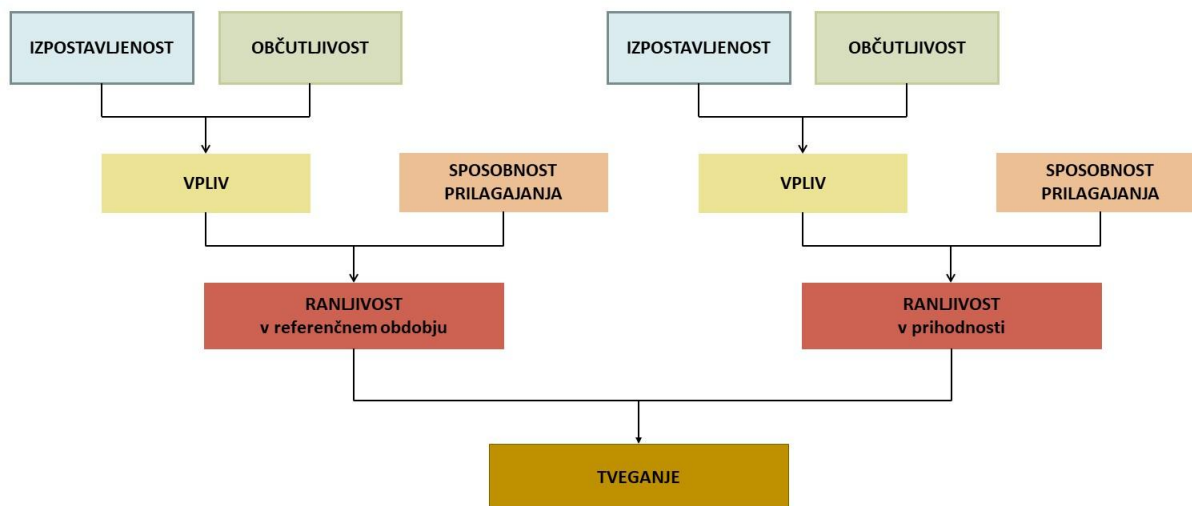 IZPOSTAVLJENOST
OBČUTLJIVOST
IZPOSTAVLJENOST
OBČUTLJIVOST
VPLIV
SPOSOBNOST
PRILAGAJANJA
VPLIV
SPOSOBNOST
PRILAGAJANJA
RANLJIVOST
v referenčnem obdobju
RANLJIVOST
v prihodnosti
TVEGANJE